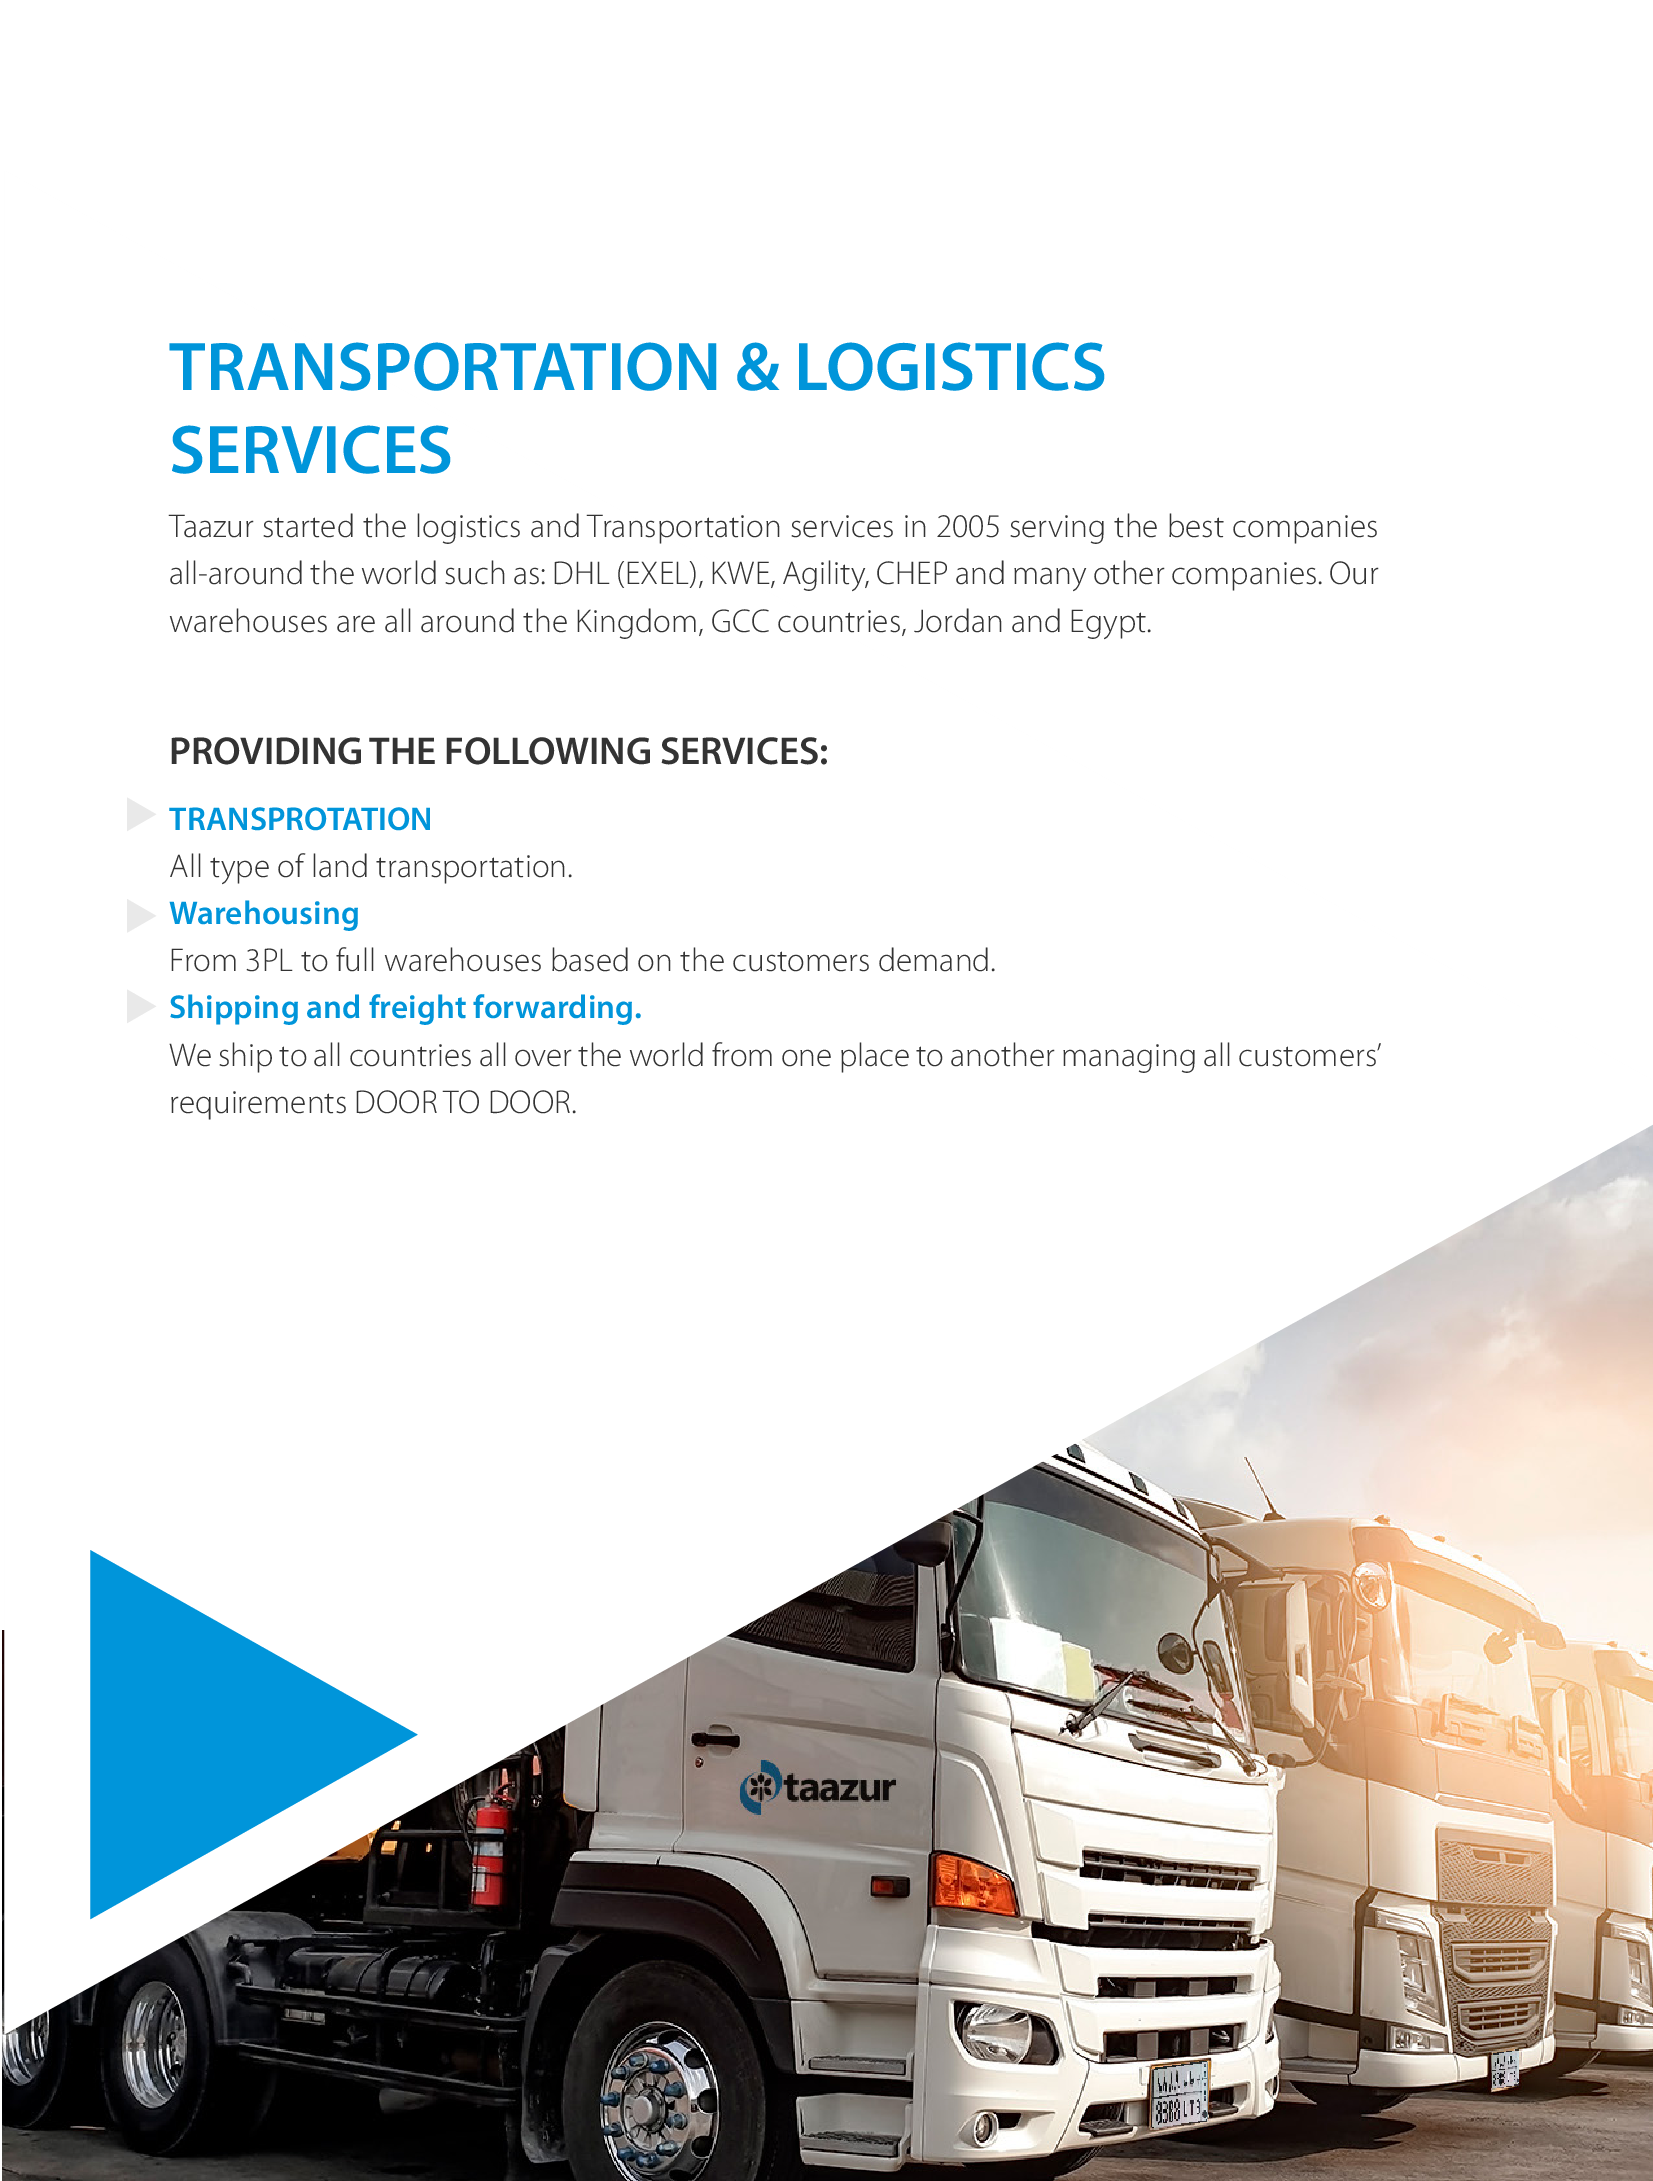 TRANSPORTATION & LOGISTICS
SERVICES
Taazur started the logistics and Transportation services in 2005 serving the best companies
all-around the world such as: DHL (EXEL), KWE, Agility, CHEP and many other companies. Our
warehouses are all around the Kingdom, GCC countries, Jordan and Egypt.
PROVIDING THE FOLLOWING SERVICES:
TRANSPROTATION
All type of land transportation.
Warehousing
From 3PL to full warehouses based on the customers demand.
Shipping and freight forwarding.
We ship to all countries all over the world from one place to another managing all customers’
requirements DOOR TO DOOR.
taazur